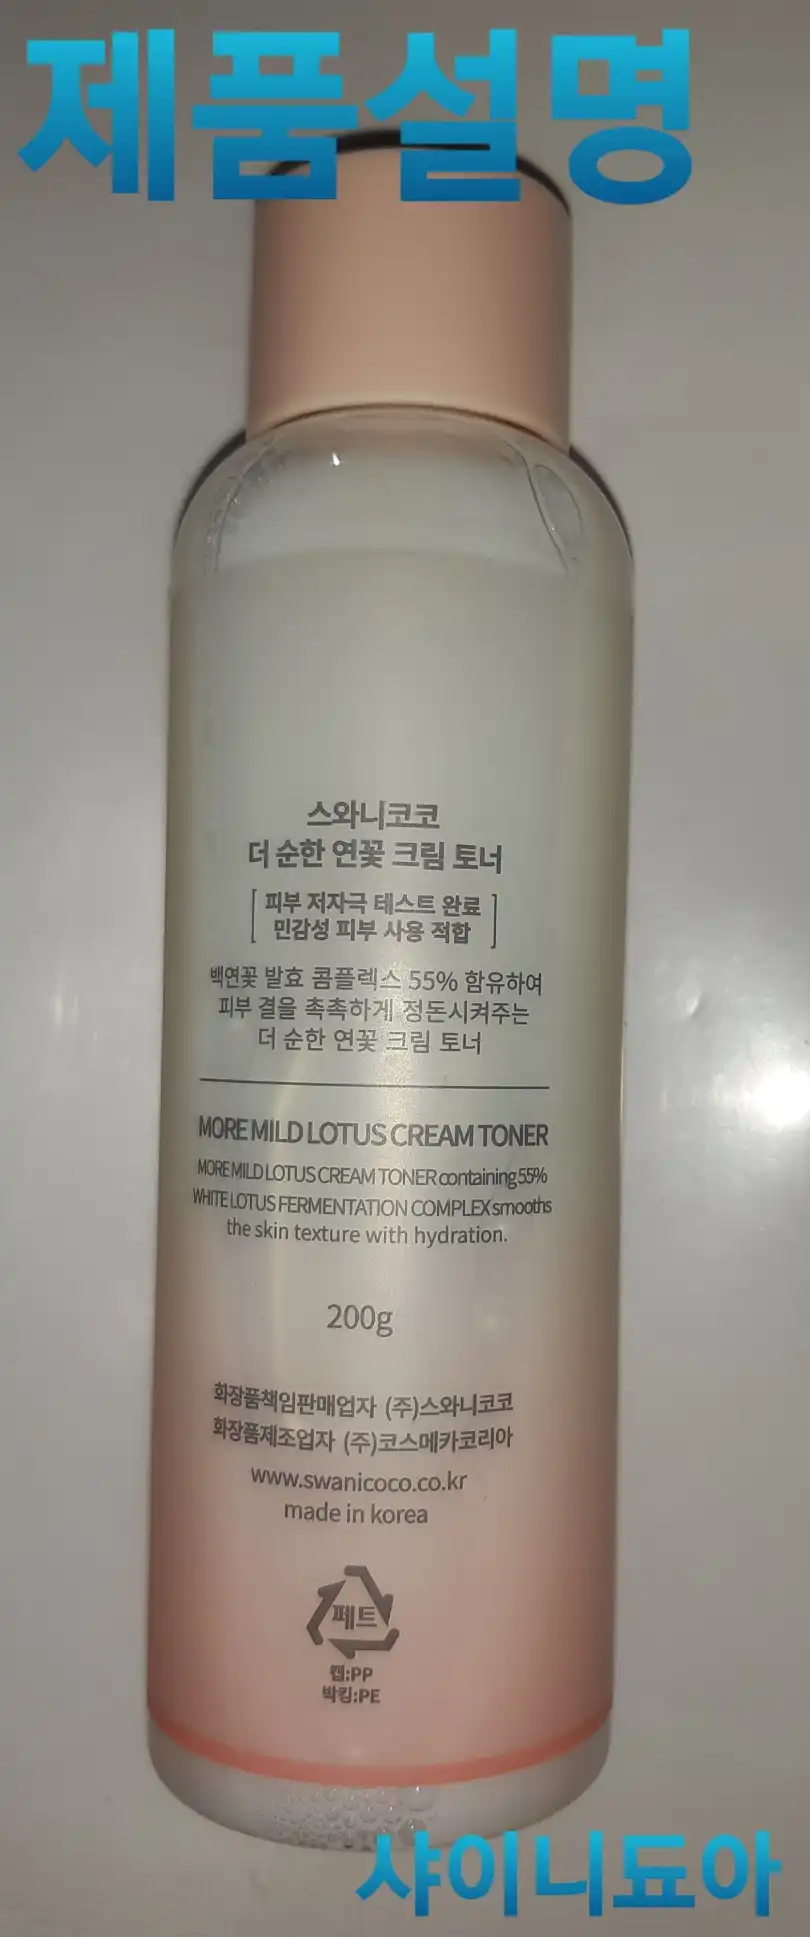 제품설명
스와니코코
더 순한 연꽃 크림 토너
[피부 저자극 테스트 완료
민감성 피부 사용 적합]
백연꽃 발효 콤플렉스 55% 함유하여
피부 결을 촉촉하게 정돈시켜주는
더 순한 연꽃 크림 토너
MORE MILD LOTUS CREAM TONER
MORE MILD LOTUS CREAM TONER containing 55%
WHITE LOTUS FERMENTATION COMPLEX smooths
the skin texture with hydration.
200g
화장품책임판매업자 (주)스와니코코
화장품제조업자 (주)코스메카코리아
www.swanicoco.co.kr
made in korea
페트
캡:PP
박킹:PE
샤이니됴아